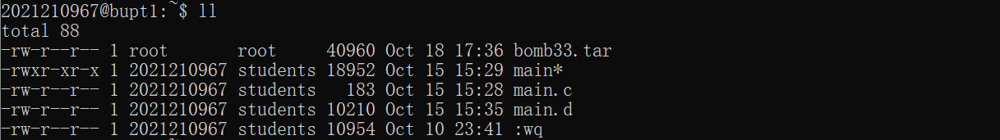 2021210967@bupt1:~$ ll
total 88
-rw-r--r-- 1 root       root     40960 Oct 18 17:36 bomb33.tar
-rwxr-xr-x 1 2021210967 students 18952 Oct 15 15:29 main*
-rw-r--r-- 1 2021210967 students   183 Oct 15 15:28 main.c
-rw-r--r-- 1 2021210967 students 10210 Oct 15 15:35 main.d
-rw-r--r-- 1 2021210967 students 10954 Oct 10 23:41 :wq